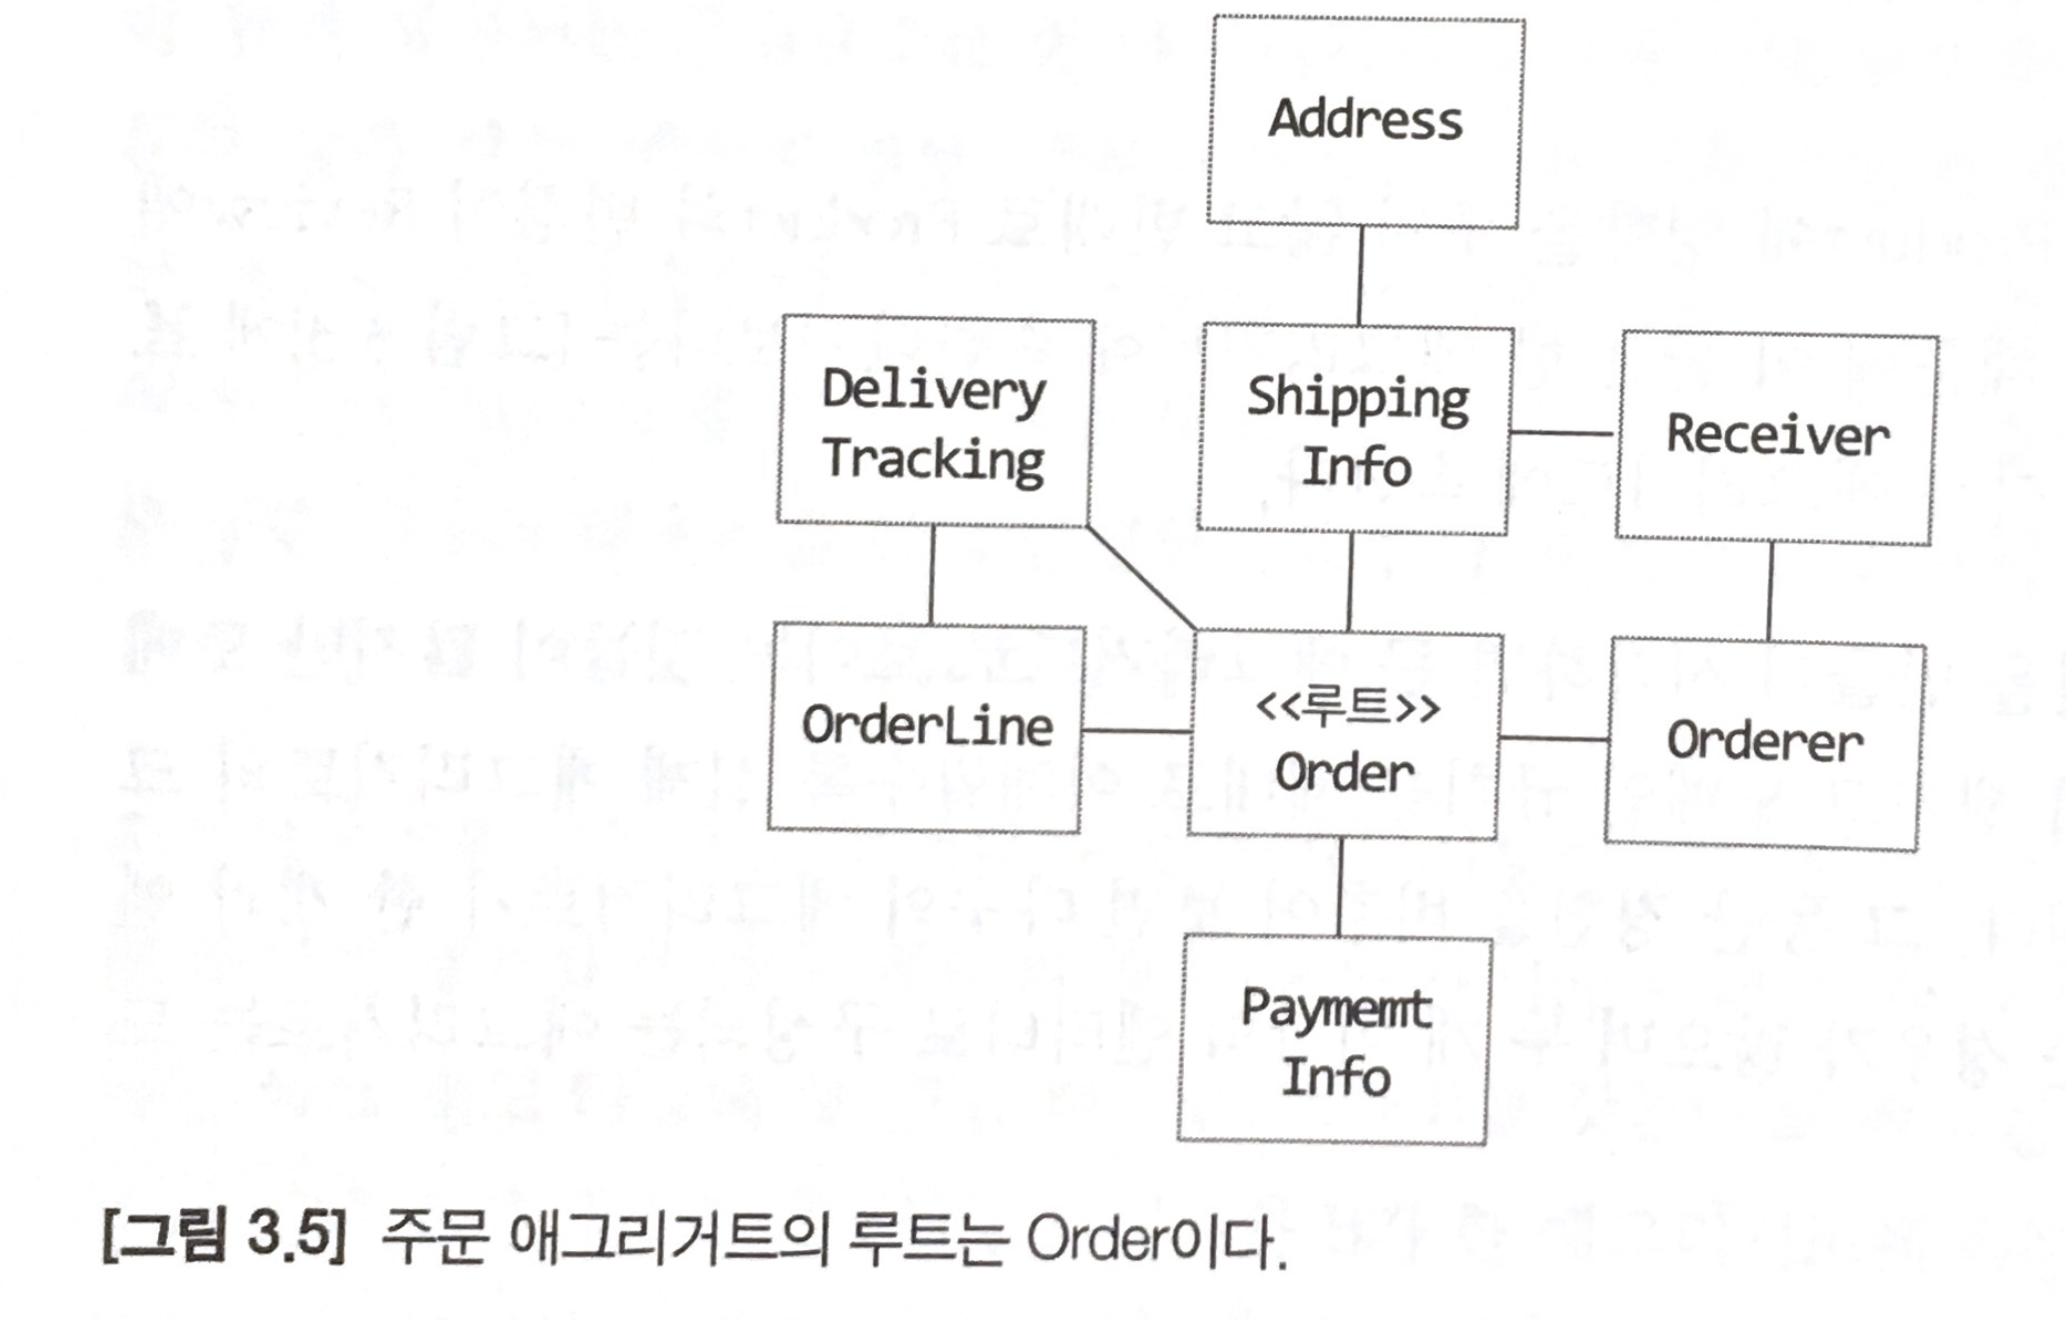 Address
Delivery
Tracking
Shipping
Info
Receiver
OrderLine
<<루트>>
Order
Orderer
Paymemt
Info
[그림 3.5] 주문 애그리거트의 루트는 Order이다.